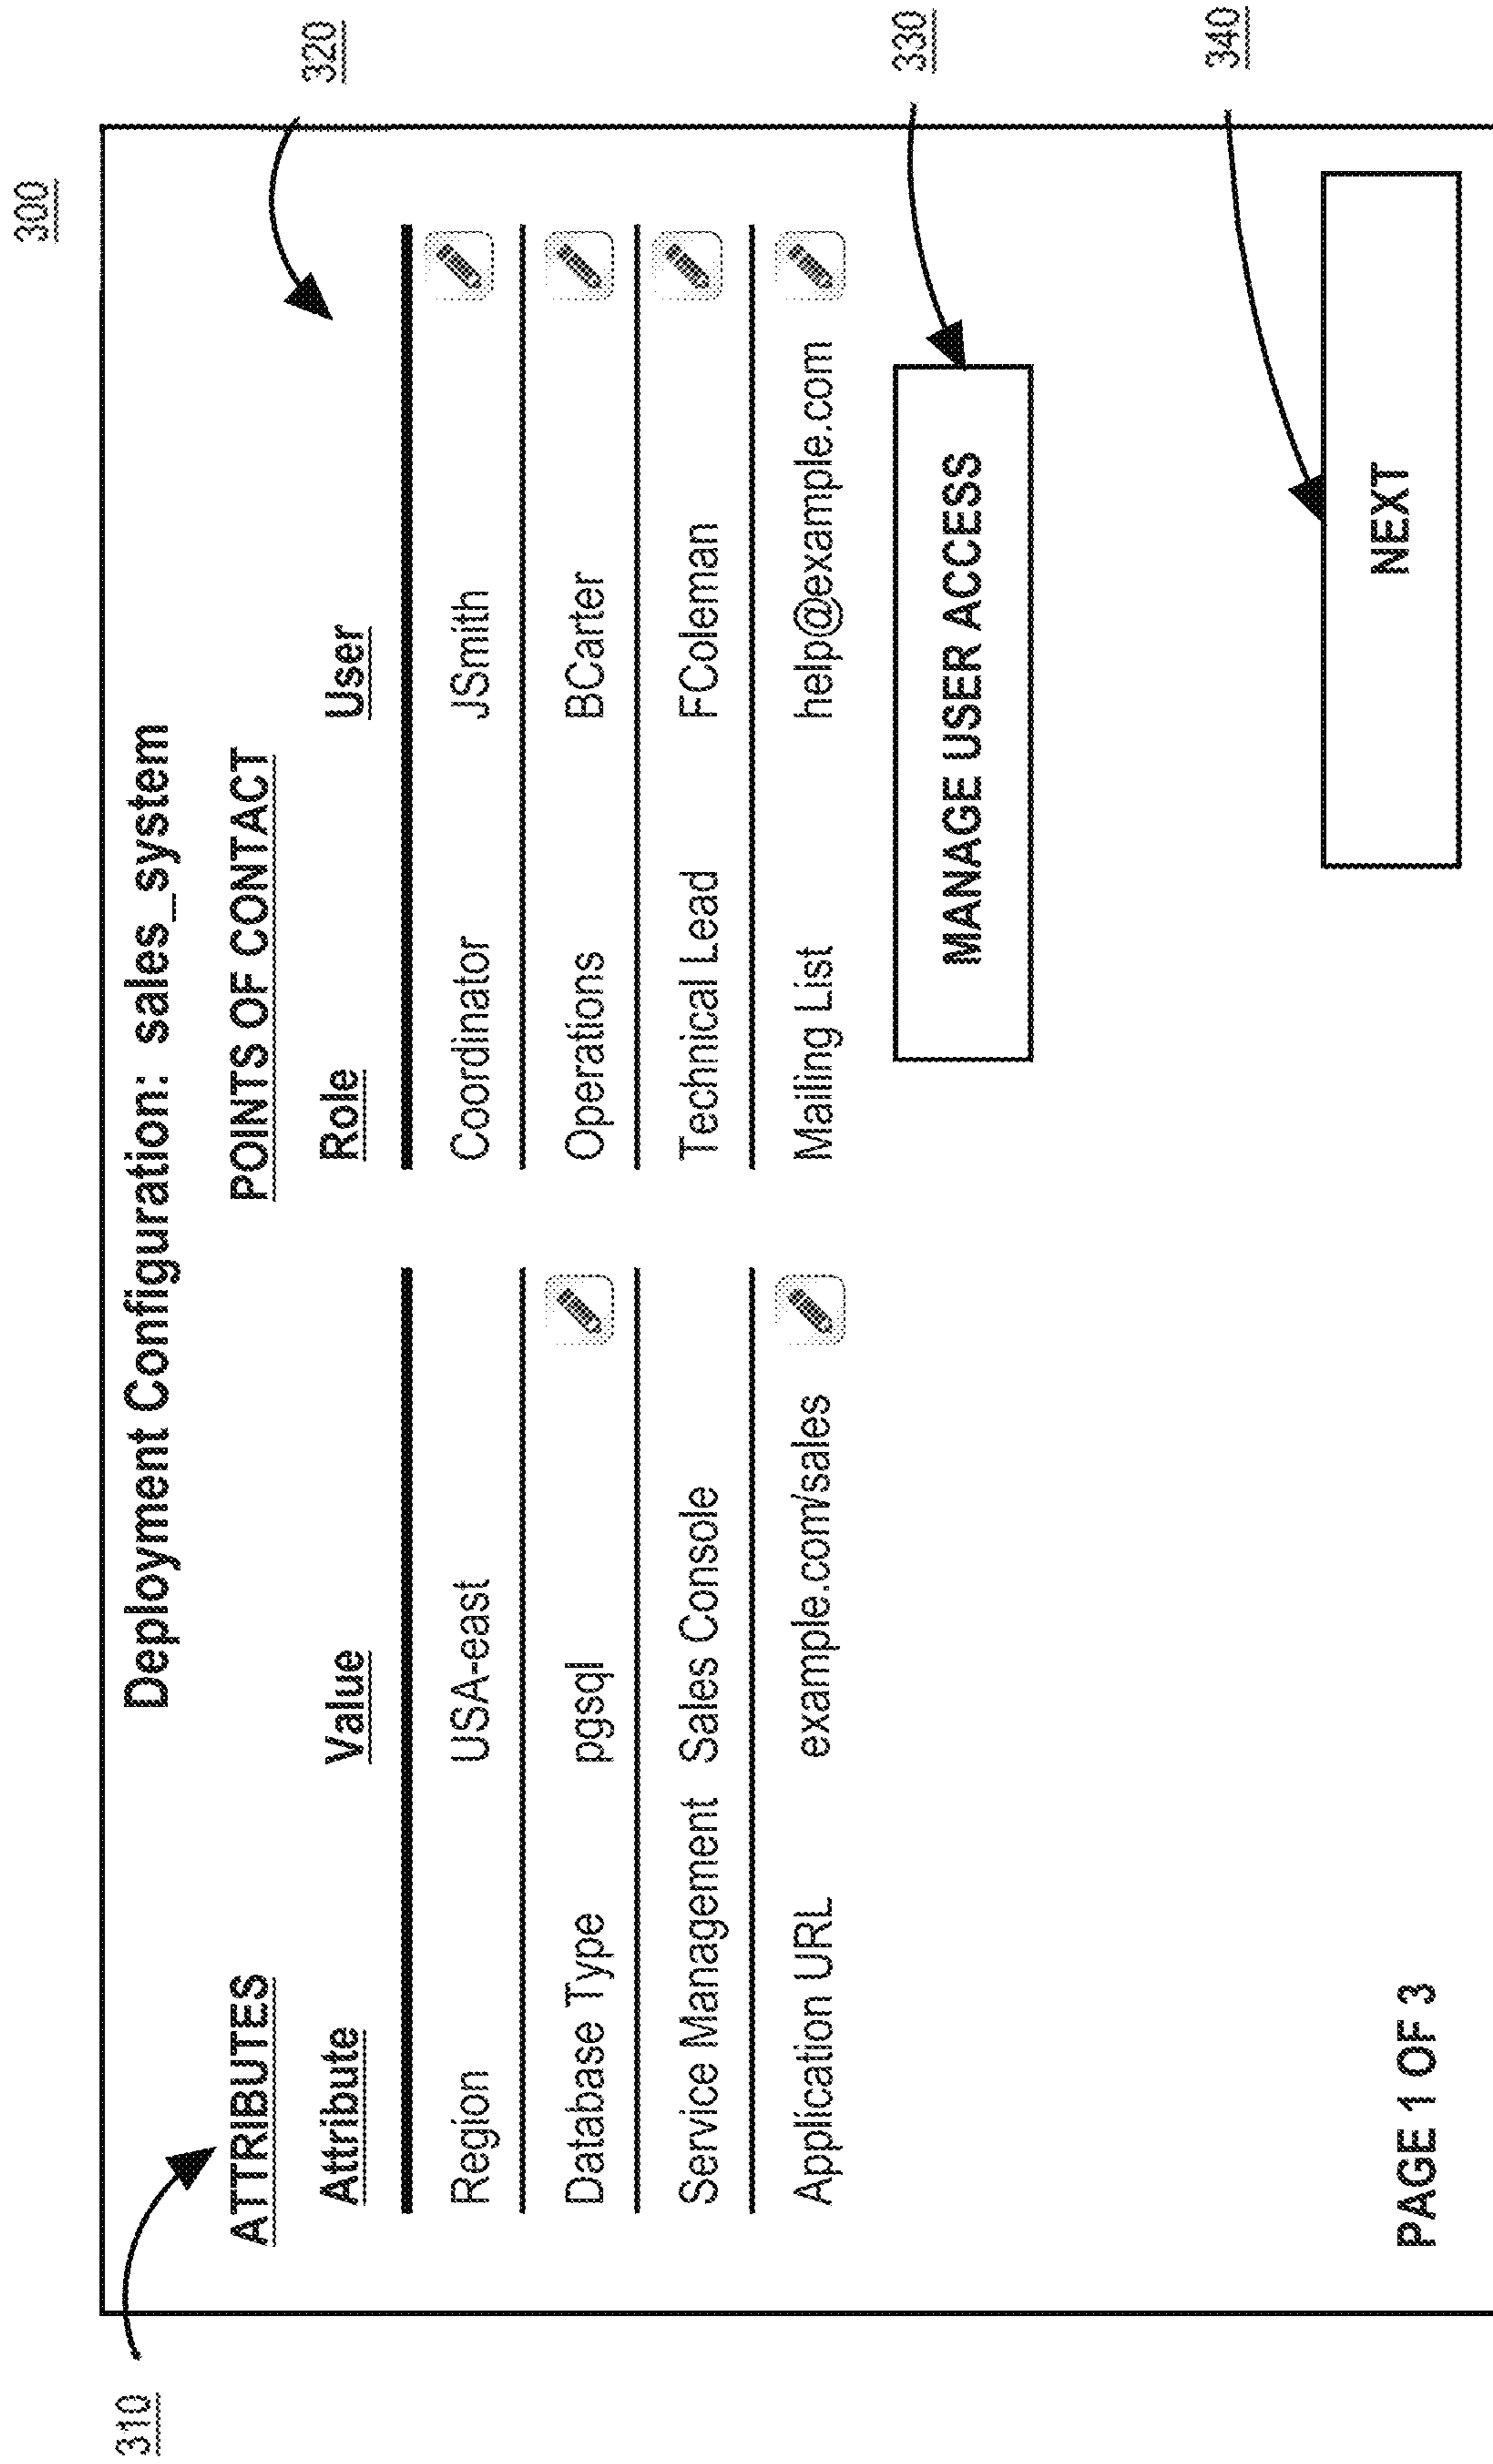 300
Deployment Configuration: sales_system
310
320
ATTRIBUTES
Attribute Value
Region USA-east
Database Type pgsql
Service Management Sales Console
Application URL example.com/sales
POINTS OF CONTACT
Role User
Coordinator JSmith
Operations BCarter
Technical Lead FColeman
Mailing List help@example.com
MANAGE USER ACCESS
330
PAGE 1 OF 3
NEXT
340